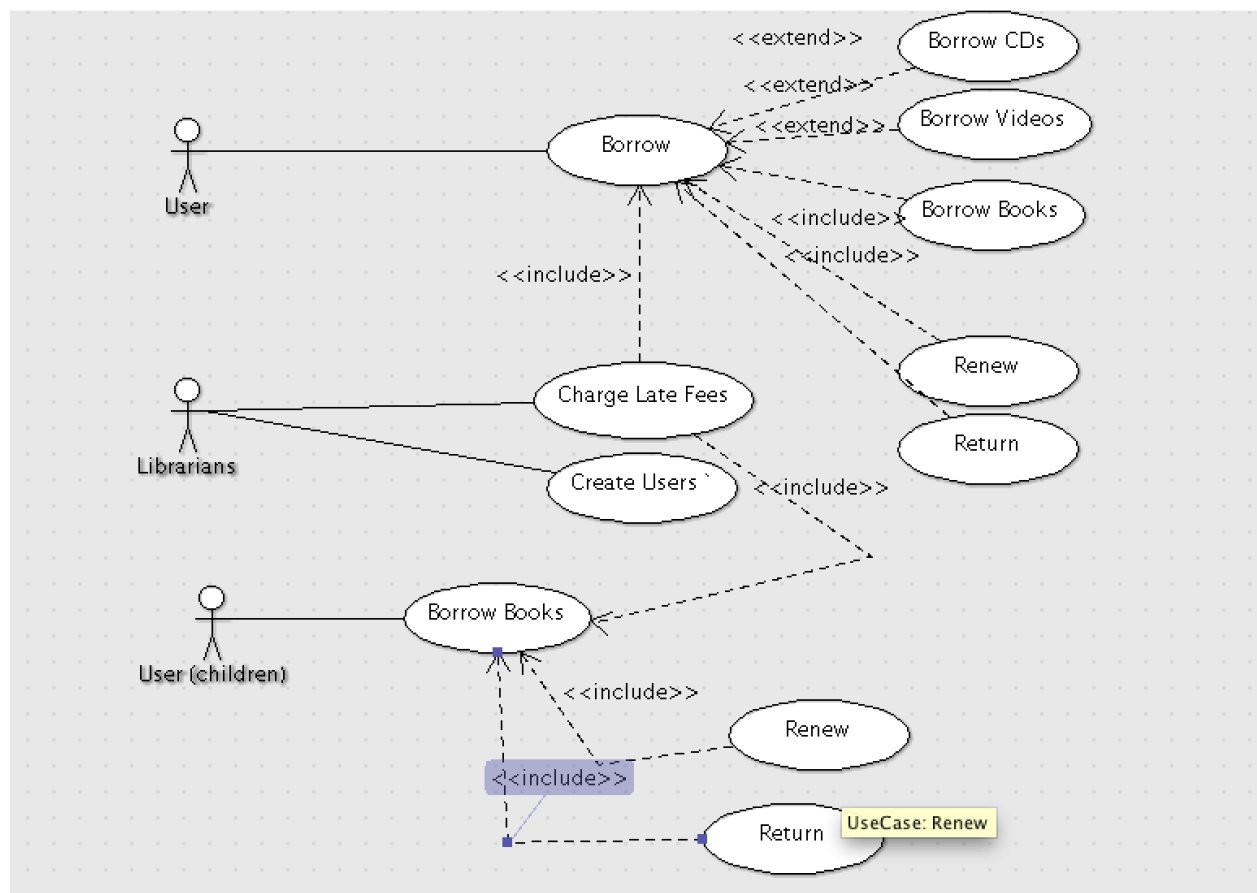 <<extend>>
Borrow CDs
<<extend>>
Borrow Videos
<<extend>>
Borrow
User
Borrow Books
<<include>>
<<include>>
<<include>>
Renew
Charge Late Fees
Return
Librarians
Create Users `
<<include>>
Borrow Books
User (children)
<<include>>
Renew
<<include>>
Return
UseCase: Renew